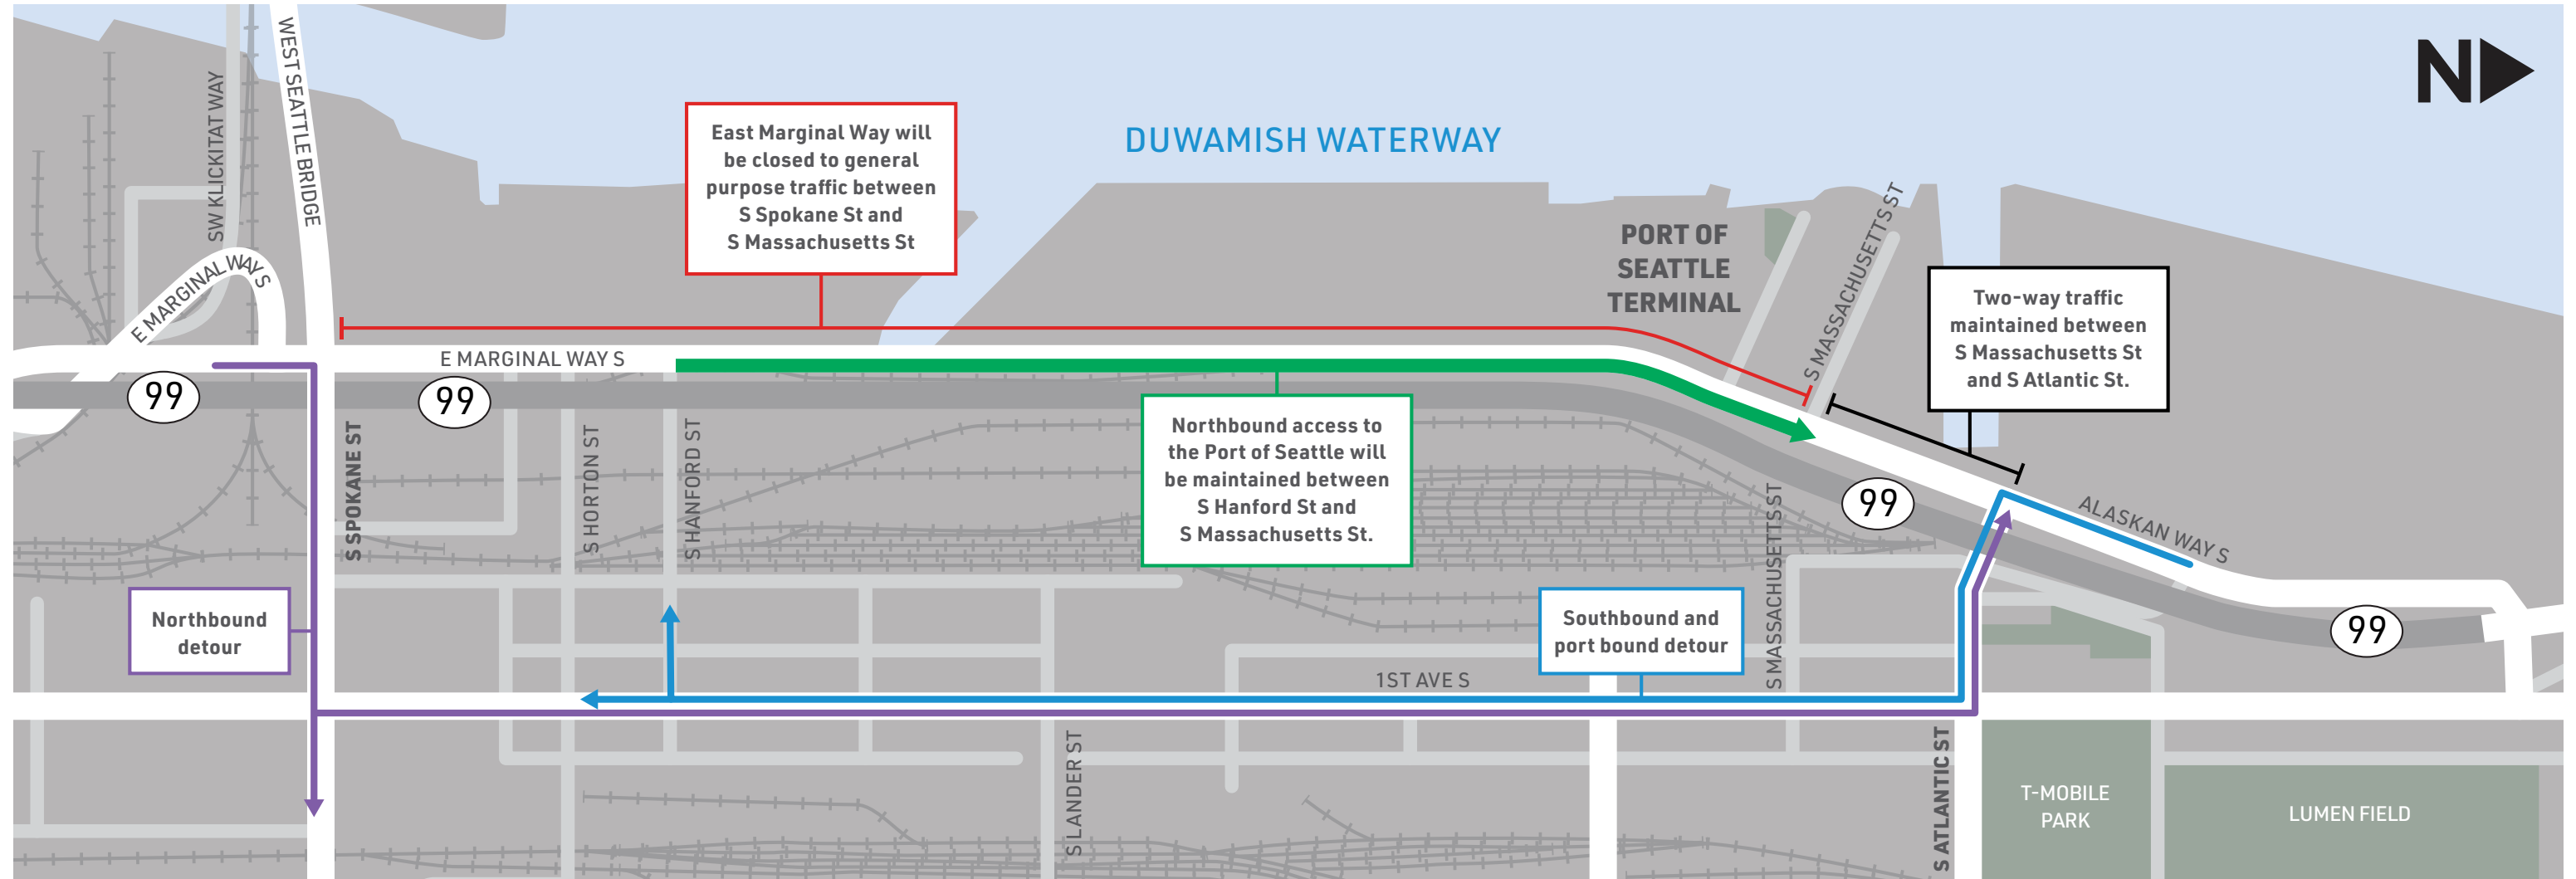 WEST SEATTLE BRIDGE
SW KLICKITAT WAY
E MARGINAL WAY S
East Marginal Way will
be closed to general
purpose traffic between
S Spokane St and
S Massachusetts St
DUWAMISH WATERWAY
N
PORT OF
SEATTLE
TERMINAL
S MASSACHUSETTS ST
Two-way traffic
maintained between
S Massachusetts St
and S Atlantic St.
E MARGINAL WAY S
99
99
Northbound access to
the Port of Seattle will
be maintained between
S Hanford St and
S Massachusetts St.
S SPOKANE ST
S HORTON ST
S HANFORD ST
S MASSACHUSETTS ST
99
ALASKAN WAY S
99
Northbound
detour
Southbound and
port bound detour
1ST AVE S
S LANDER ST
S ATLANTIC ST
T-MOBILE
PARK
LUMEN FIELD